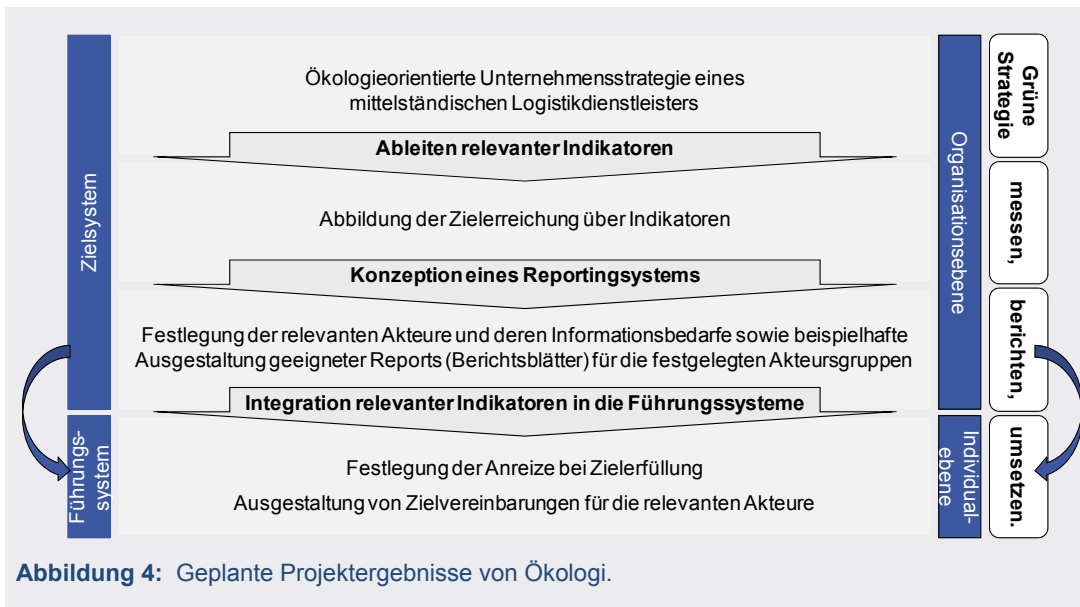 Zielsystem
Führungs-
system
Ökologieorientierte Unternehmensstrategie eines
mittelständischen Logistikdienstleisters
Ableiten relevanter Indikatoren
Abbildung der Zielerreichung über Indikatoren
Konzeption eines Reportingsystems
Festlegung der relevanten Akteure und deren Informationsbedarfe sowie beispielhafte
Ausgestaltung geeigneter Reports (Berichtsblätter) für die festgelegten Akteursgruppen
Integration relevanter Indikatoren in die Führungssysteme
Festlegung der Anreize bei Zielerfüllung
Ausgestaltung von Zielvereinbarungen für die relevanten Akteure
Organisationsebene
Individual-
ebene
Grüne
Strategie
messen,
berichten,
umsetzen.
Abbildung 4: Geplante Projektergebnisse von Ökologi.